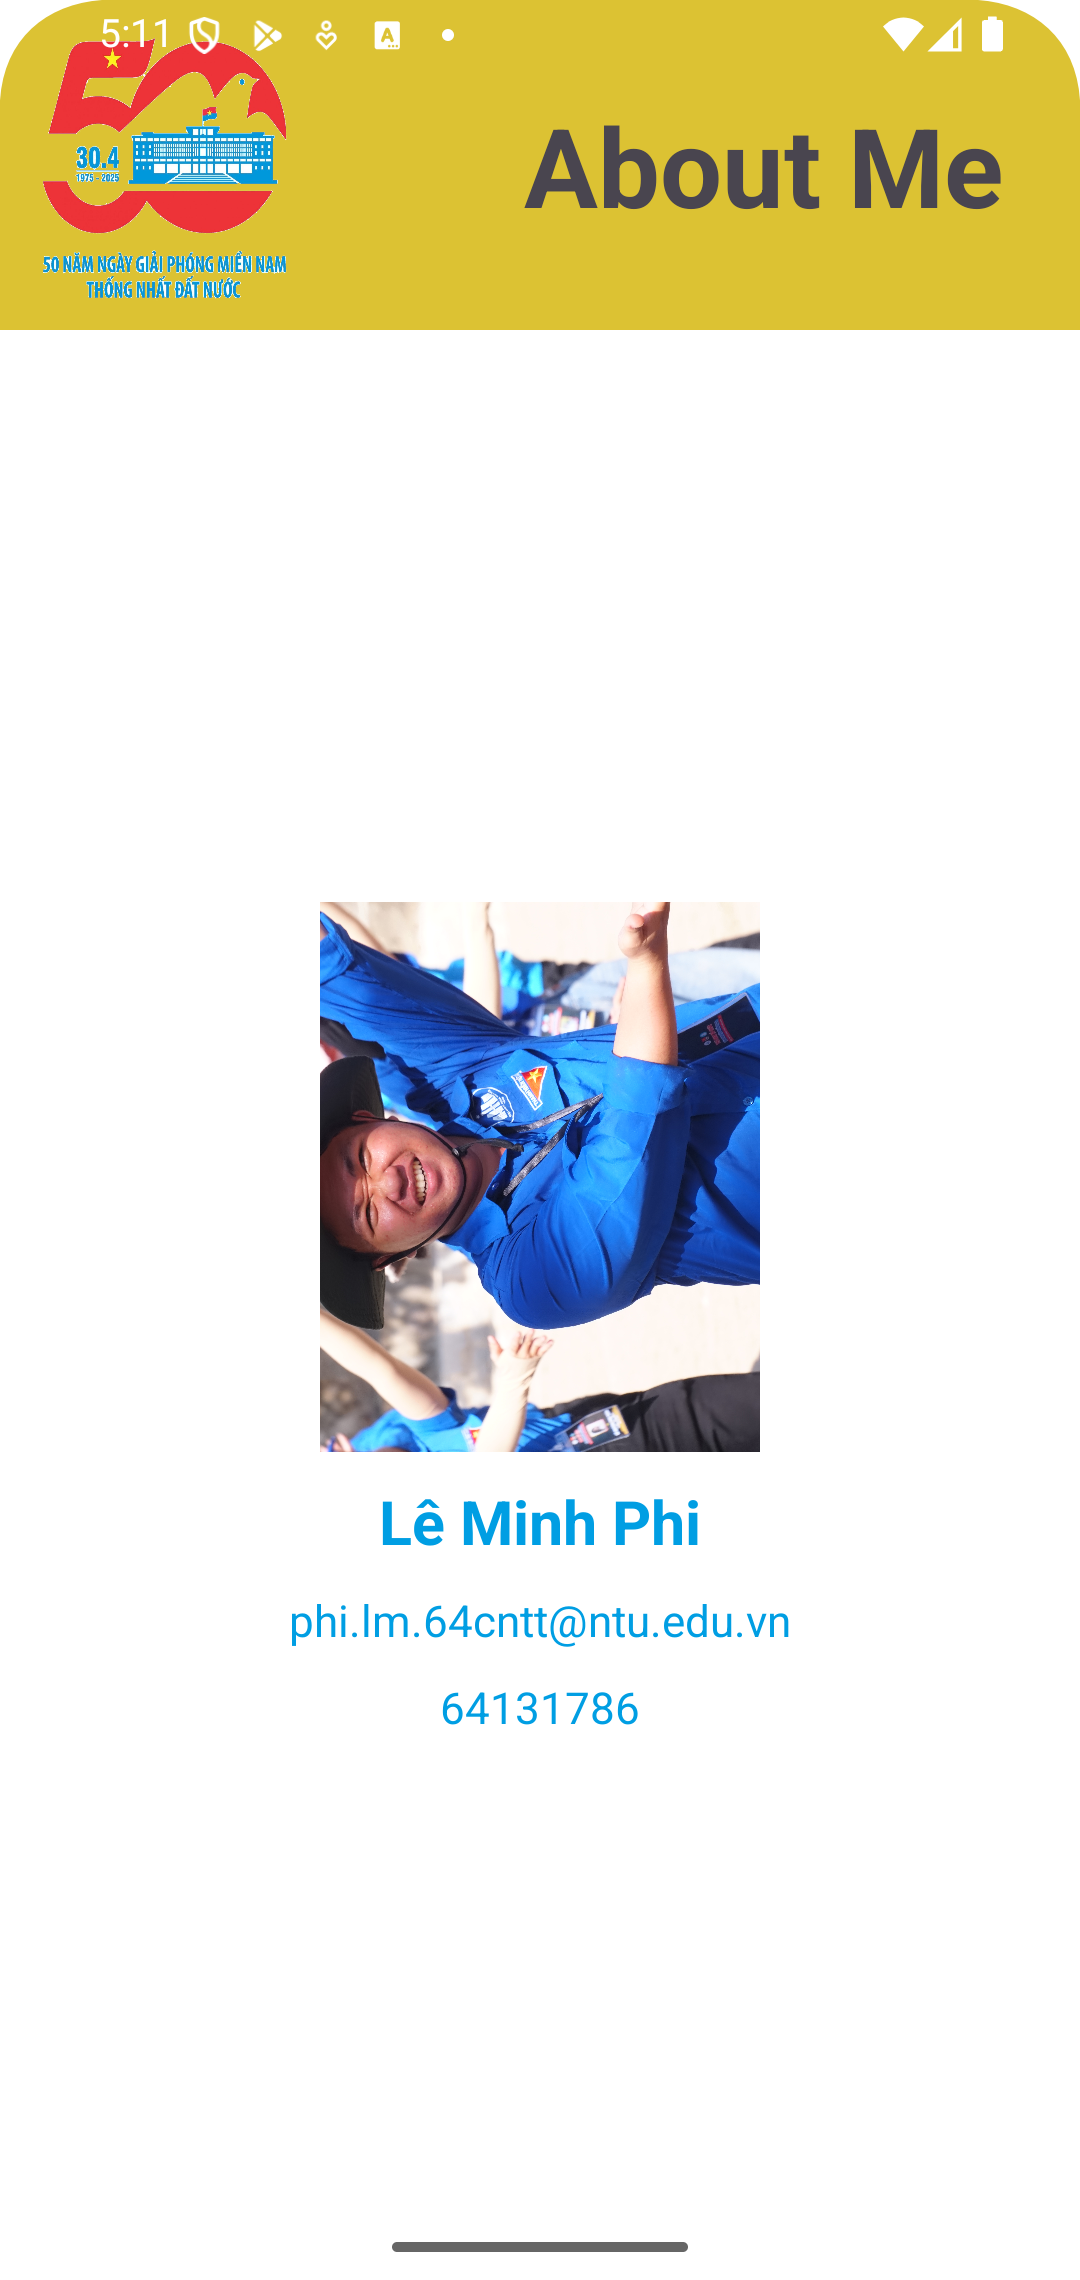 5:11
About Me
30.4
1975 - 2025
50 NĂM NGÀY GIẢI PHÓNG MIỀN NAM
THỐNG NHẤT ĐẤT NƯỚC
Lê Minh Phi
phi.lm.64cntt@ntu.edu.vn
64131786